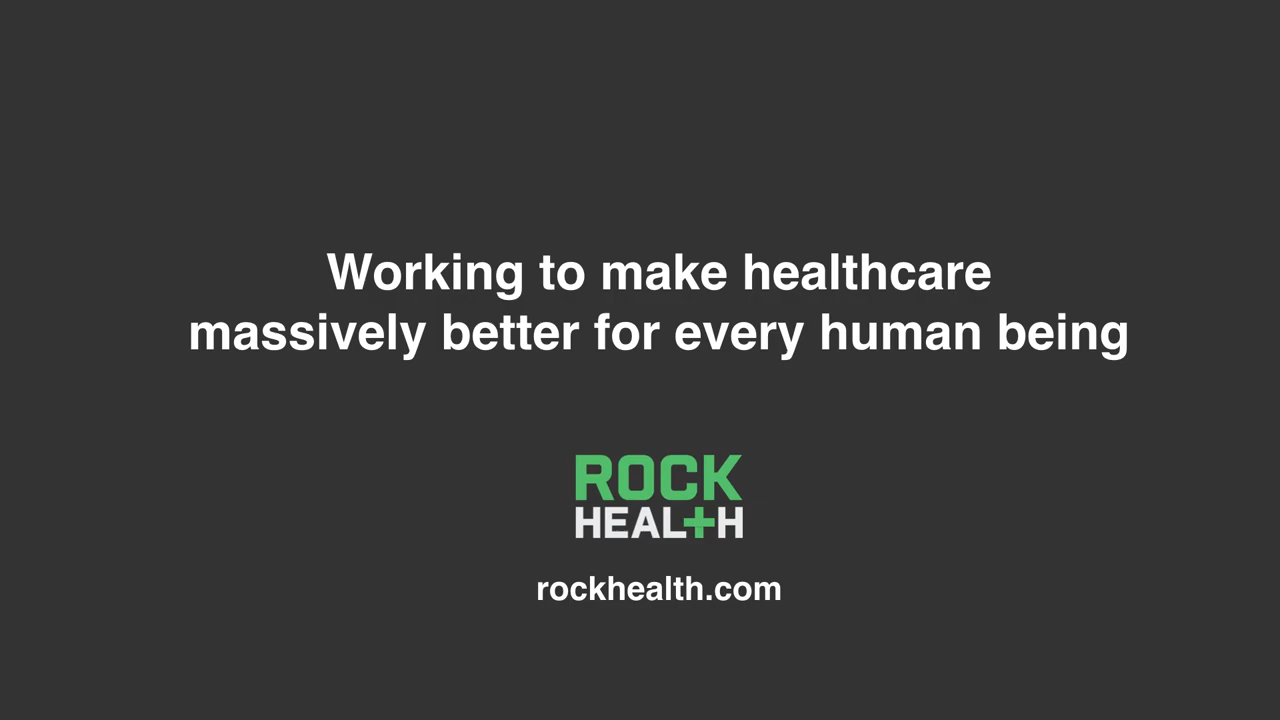 Working to make healthcare
massively better for every human being
ROCK
HEALTH
rockhealth.com